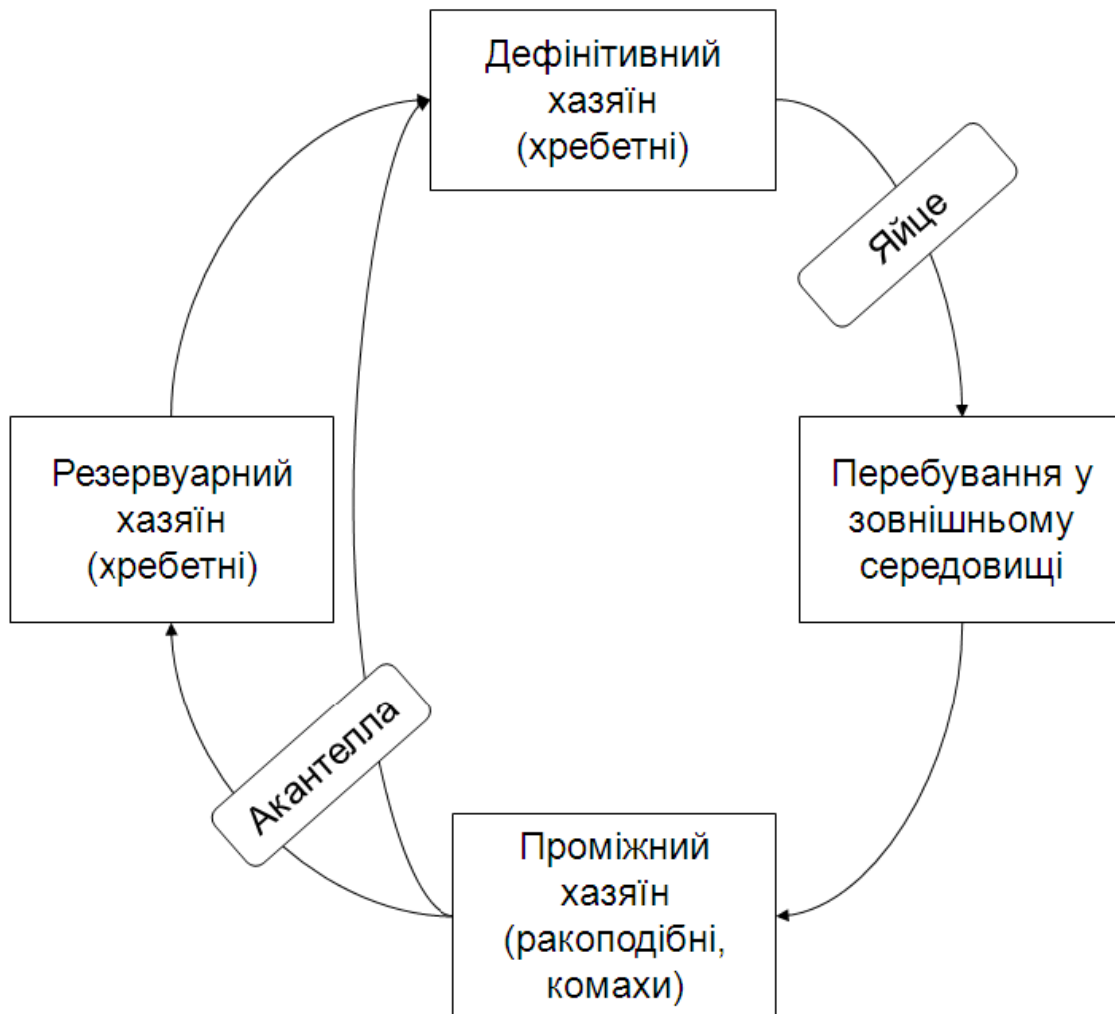 Дефінітивний
хазяїн
(хребетні)
Яйце
Резервуарний
хазяїн
(хребетні)
Перебування у
зовнішньому
середовищі
Акантелла
Проміжний
хазяїн
(ракоподібні,
комахи)